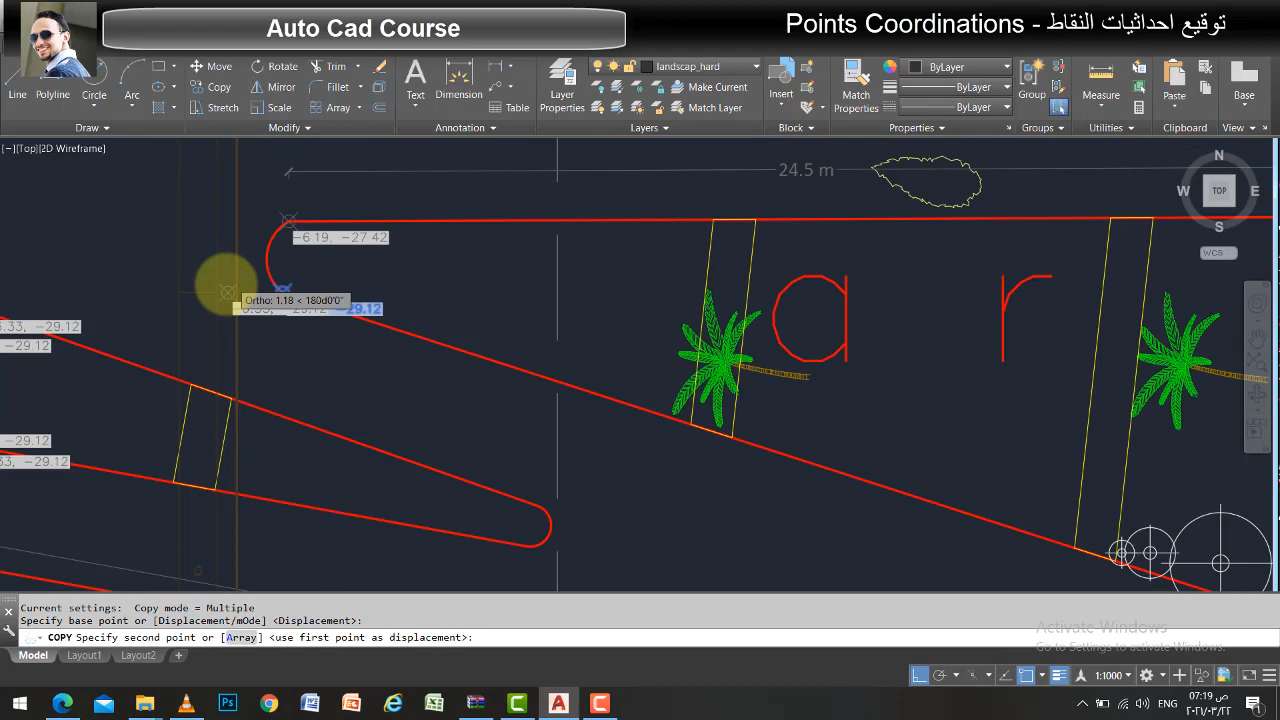 Auto Cad Course
Points Coordinations - توقيع احداثيات النقاط
Line
Polyline
Circle
Arc
Move
Rotate
Trim
Copy
Mirror
Fillet
Stretch
Scale
Array
Text
Dimension
Table
Layer
Properties
landscap_hard
Make Current
Match Layer
Insert
Match
Properties
ByLayer
ByLayer
ByLayer
Group
Measure
Paste
Base
Draw
Modify
Annotation
Layers
Block
Properties
Groups
Utilities
Clipboard
View
[−][Top][2D Wireframe]
24.5 m
N
W
TOP
E
S
WCS
−6.19, −27.42
Ortho: 1.18 < 180d0'0"
−29.12
−29.12
−29.12
−29.12
a r
Current settings: Copy mode = Multiple
Specify base point or [Displacement/mOde] <Displacement>:
COPY Specify second point or [Array] <use first point as displacement>:
Activate Windows
Go to Settings to activate Windows.
Model
Layout1
Layout2
1:1000
ENG
07:19 ص
٢٠٢١/٠٣/٢٦